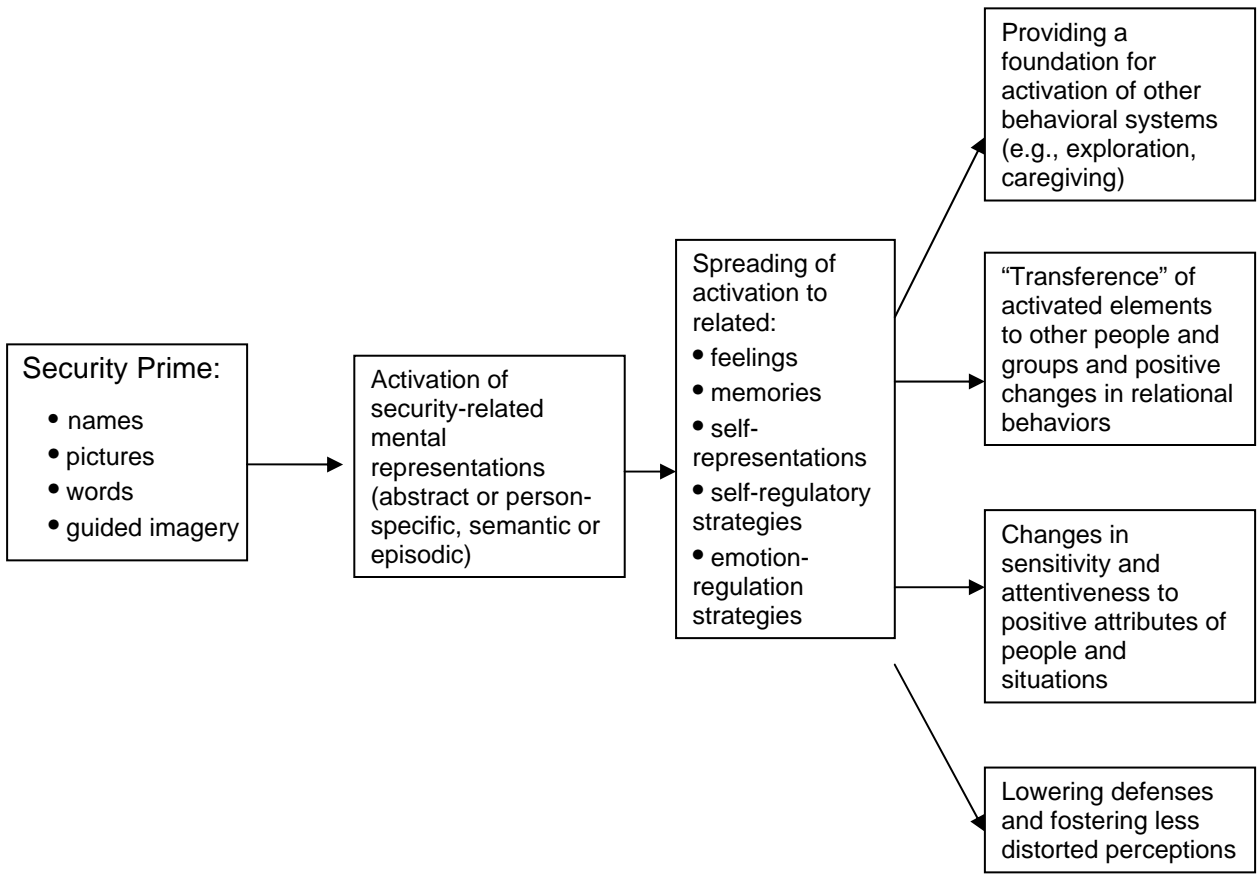 Security Prime:
• names
• pictures
• words
• guided imagery
Activation of
security-related
mental
representations
(abstract or person-
specific, semantic or
episodic)
Spreading of
activation to
related:
• feelings
• memories
• self-
representations
• self-regulatory
strategies
• emotion-
regulation
strategies
Providing a
foundation for
activation of other
behavioral systems
(e.g., exploration,
caregiving)
“Transference” of
activated elements
to other people and
groups and positive
changes in relational
behaviors
Changes in
sensitivity and
attentiveness to
positive attributes of
people and
situations
Lowering defenses
and fostering less
distorted perceptions